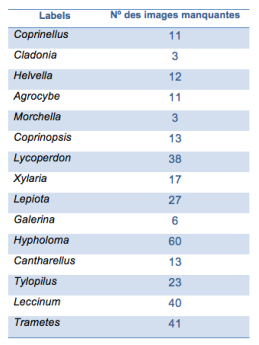 Labels Nº des images manquantes
Coprinellus 11
Cladonia 3
Helvella 12
Agrocybe 11
Morchella 3
Coprinopsis 13
Lycoperdon 38
Xylaria 17
Lepiota 27
Galerina 6
Hypholoma 60
Cantharellus 13
Tylopilus 23
Leccinum 40
Trametes 41